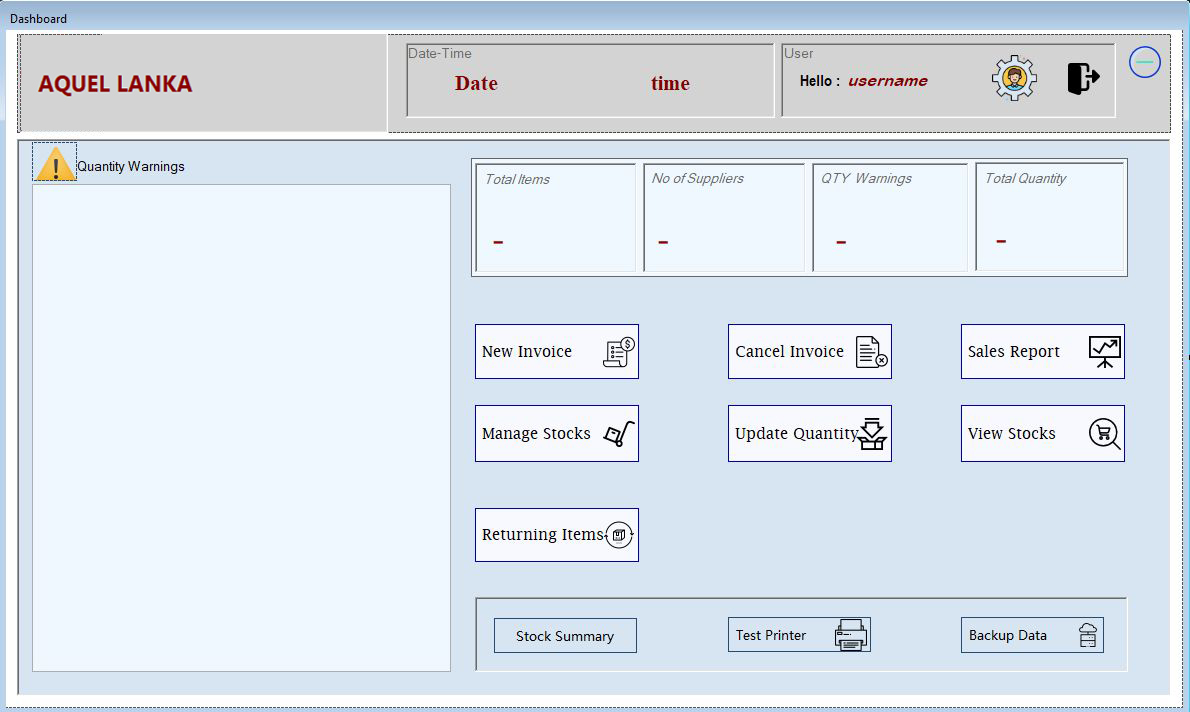 Dashboard
AQUEL LANKA
Date-Time
Date time
User
Hello : username
Quantity Warnings
Total Items
-
No of Suppliers
-
QTY Warnings
-
Total Quantity
-
New Invoice
Cancel Invoice
Sales Report
Manage Stocks
Update Quantity
View Stocks
Returning Items
Stock Summary
Test Printer
Backup Data